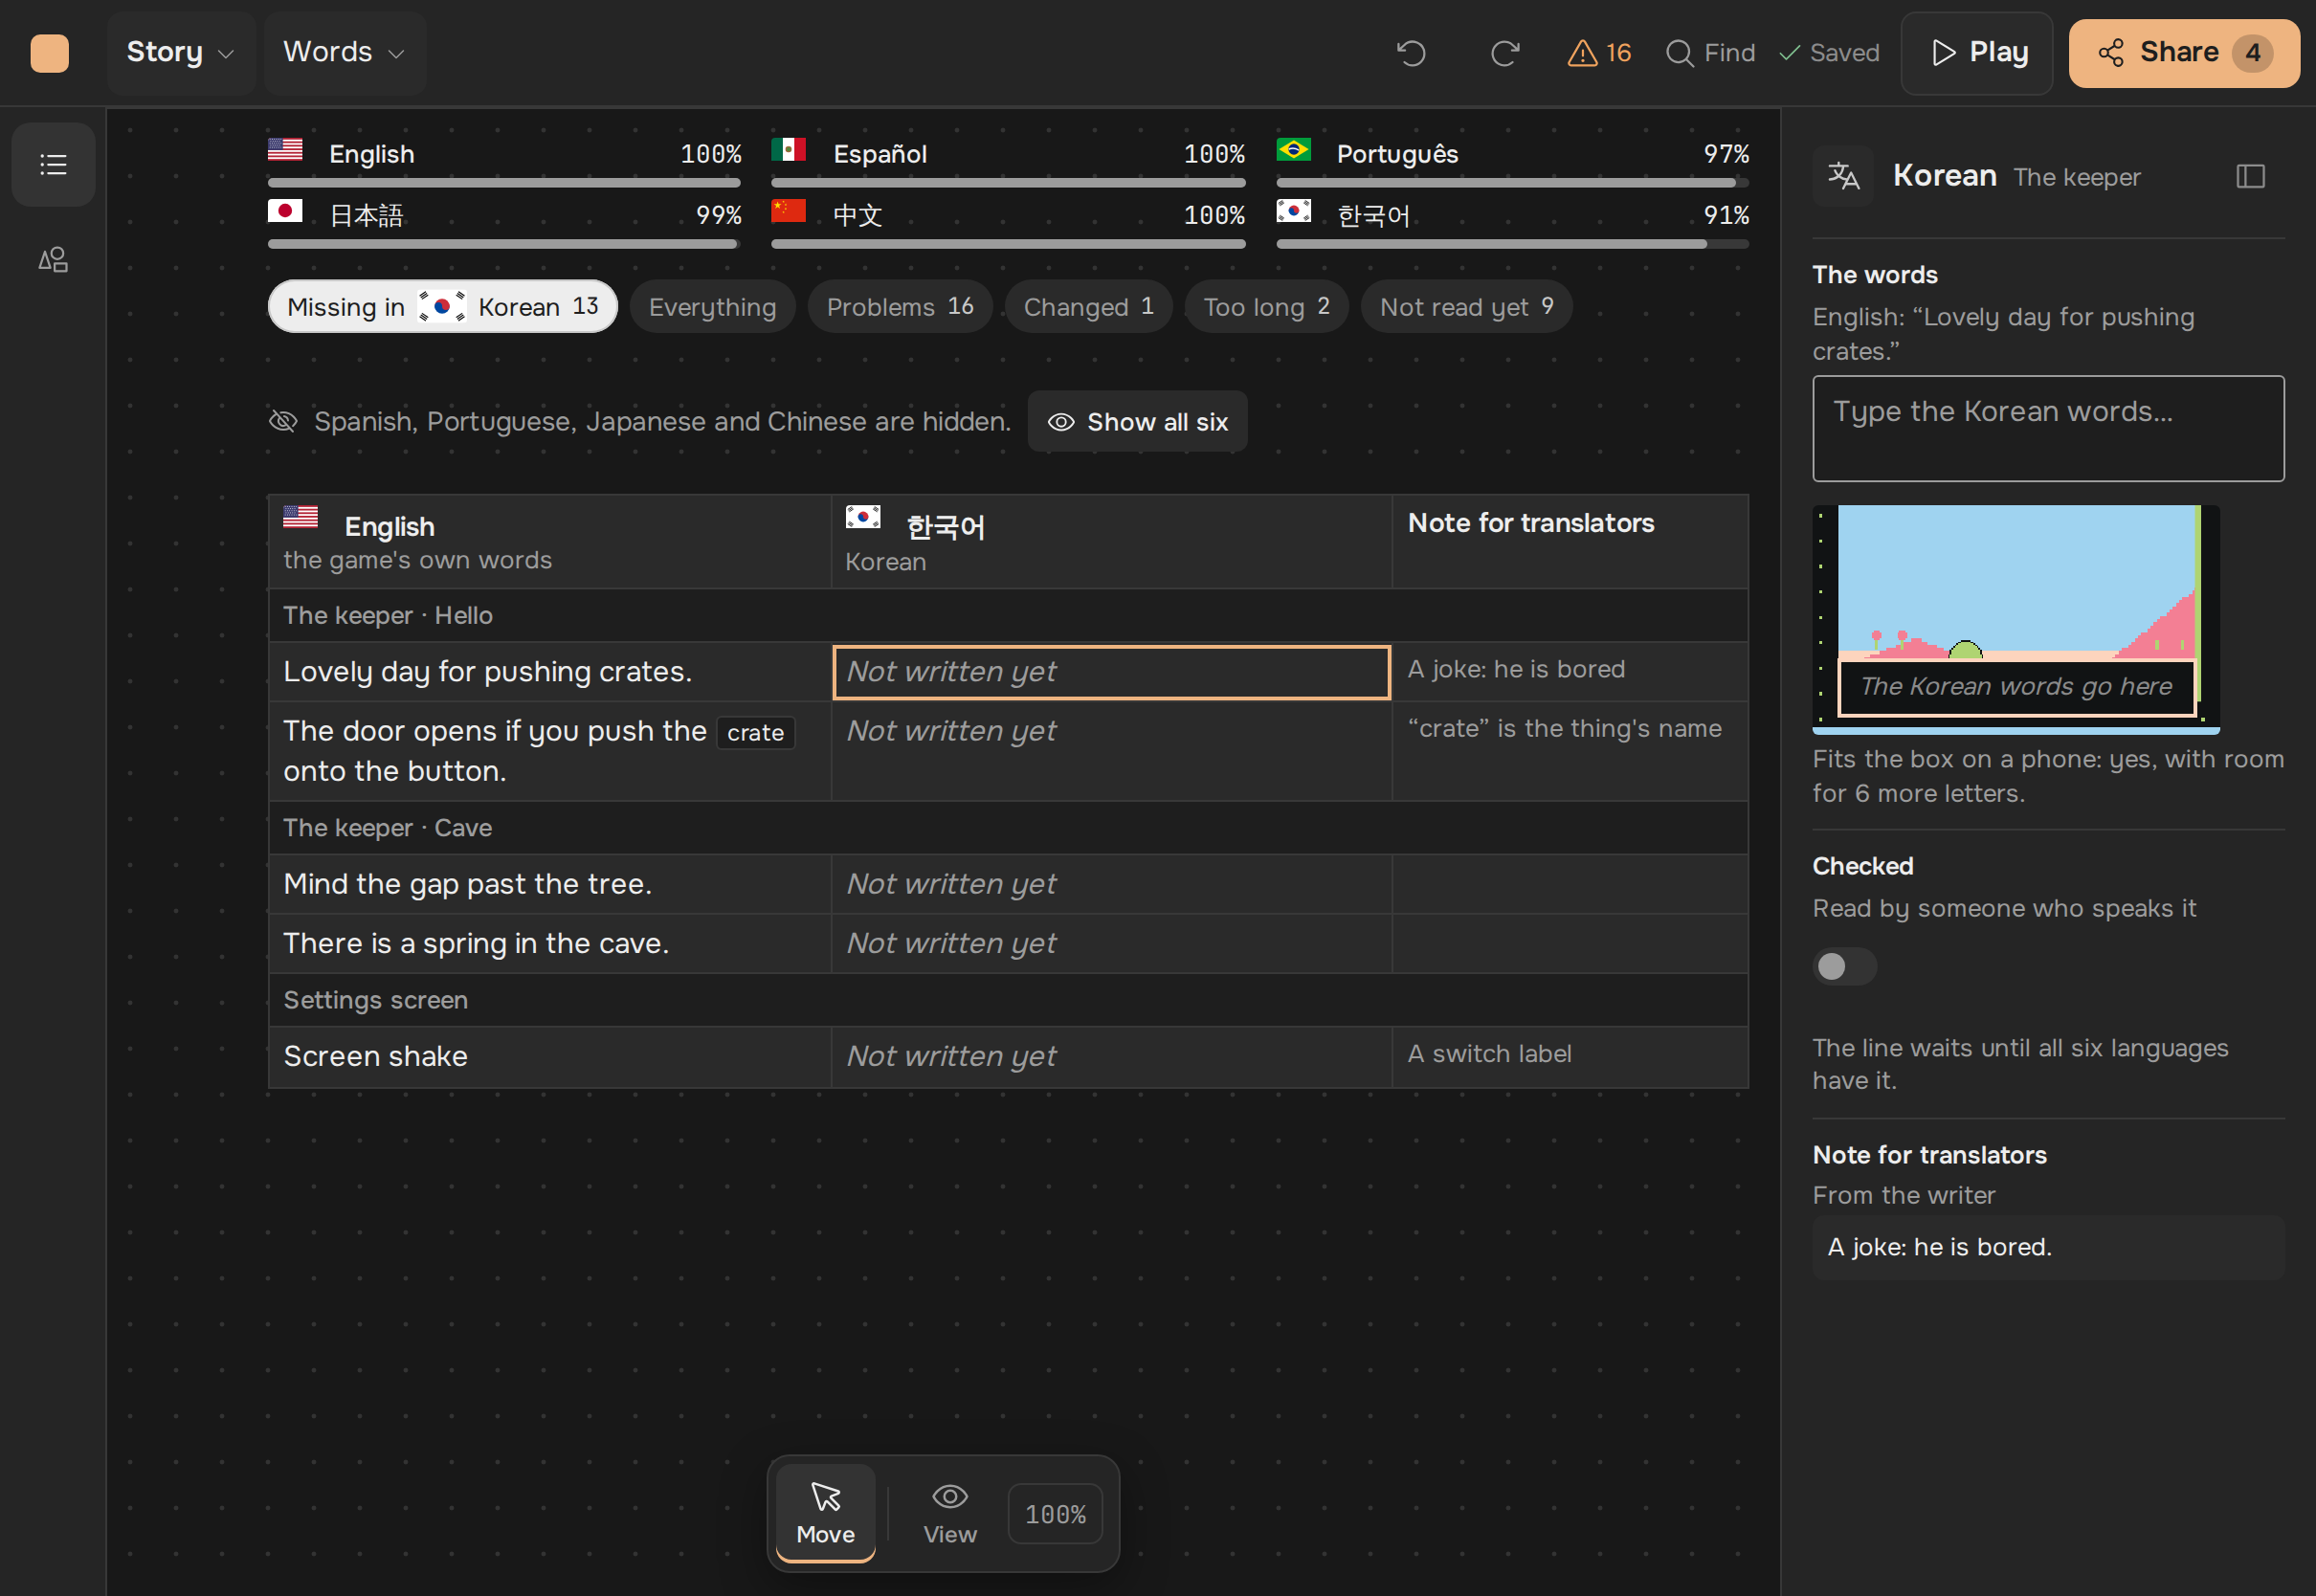 Story
Words
16
Find
Saved
Play
Share 4
English 100%
Español 100%
Português 97%
日本語 99%
中文 100%
한국어 91%
Missing in Korean 13
Everything
Problems 16
Changed 1
Too long 2
Not read yet 9
Spanish, Portuguese, Japanese and Chinese are hidden.
Show all six
English
the game's own words
한국어
Korean
Note for translators
The keeper · Hello
Lovely day for pushing crates.
Not written yet
A joke: he is bored
The door opens if you push the crate
onto the button.
Not written yet
“crate” is the thing's name
The keeper · Cave
Mind the gap past the tree.
Not written yet
There is a spring in the cave.
Not written yet
Settings screen
Screen shake
Not written yet
A switch label
Move
View
100%
Korean The keeper
The words
English: “Lovely day for pushing
crates.”
Type the Korean words...
The Korean words go here
Fits the box on a phone: yes, with room
for 6 more letters.
Checked
Read by someone who speaks it
The line waits until all six languages
have it.
Note for translators
From the writer
A joke: he is bored.